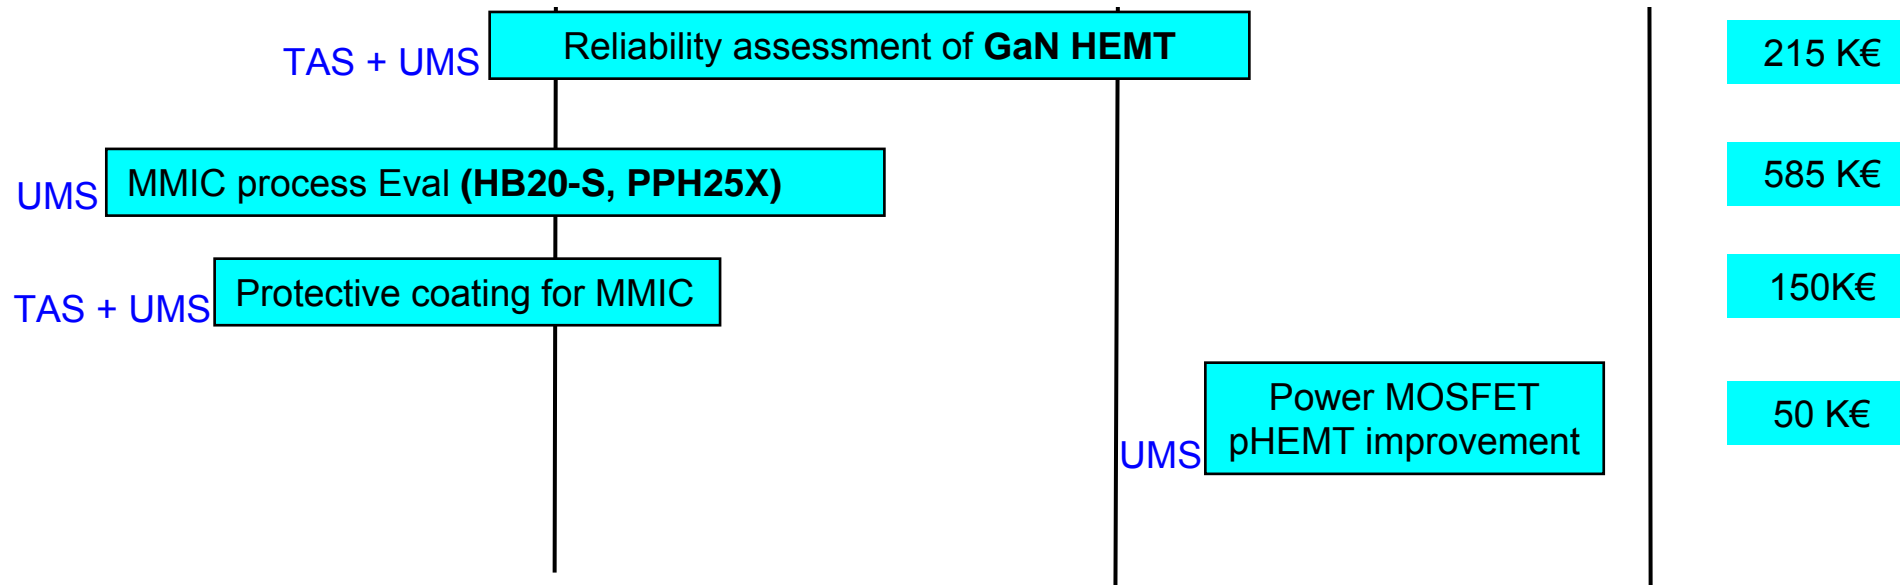 TAS + UMS
Reliability assessment of GaN HEMT
215 K€
UMS
MMIC process Eval (HB20-S, PPH25X)
585 K€
TAS + UMS
Protective coating for MMIC
150K€
UMS
Power MOSFET
pHEMT improvement
50 K€